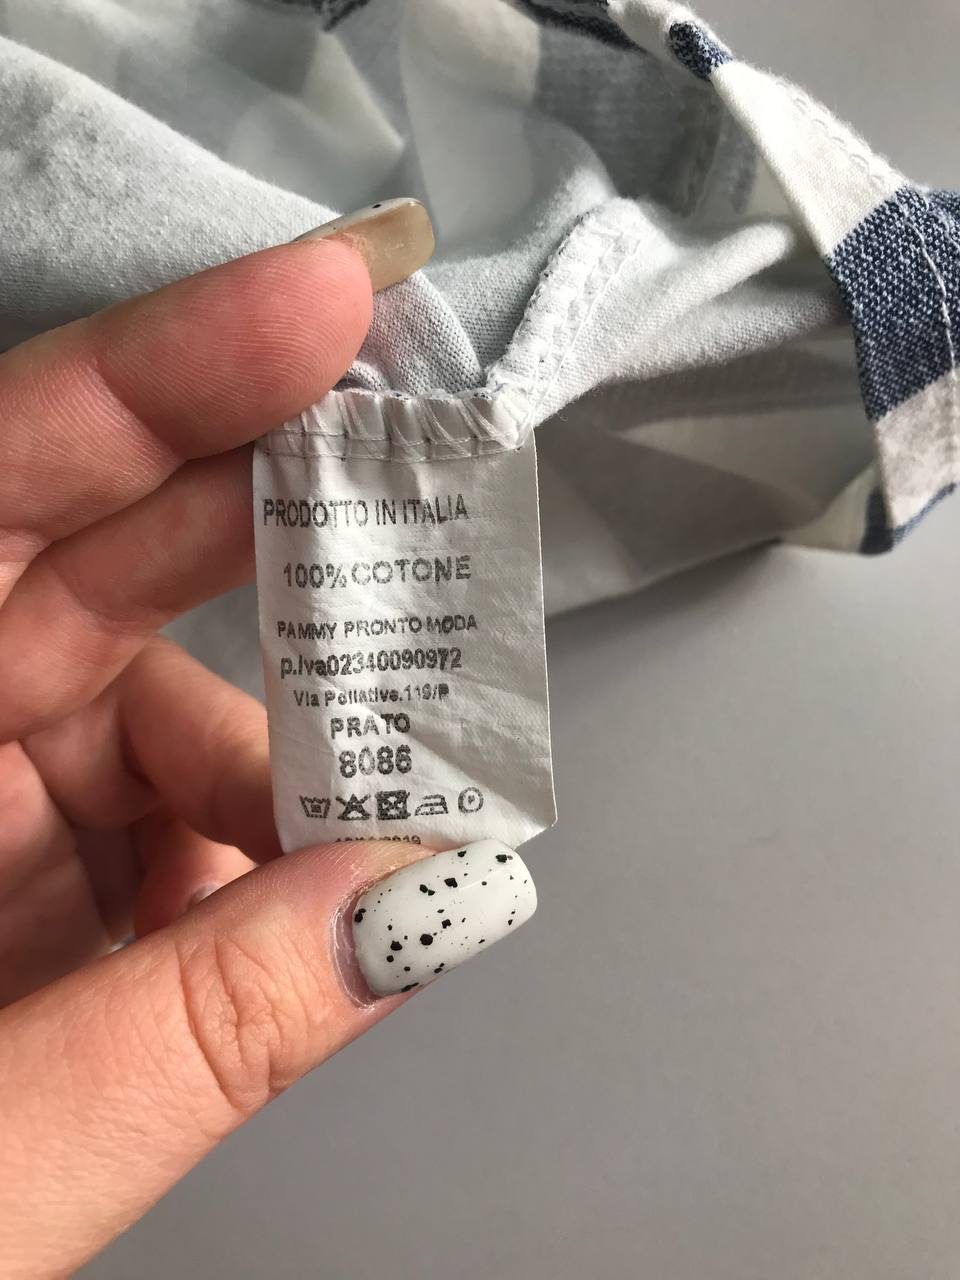 PRODOTTO IN ITALIA
100% COTONE
PAMMY PRONTO MODA
p.Iva02340090972
Via Pollative.119/P
PRATO
8086
P